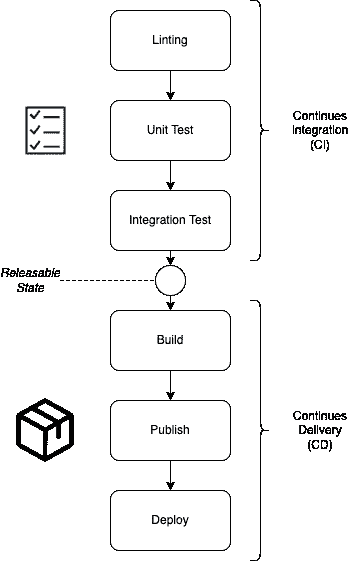 Linting
Unit Test
Continues
Integration
(CI)
Integration Test
Releasable
State
Build
Publish
Continues
Delivery
(CD)
Deploy